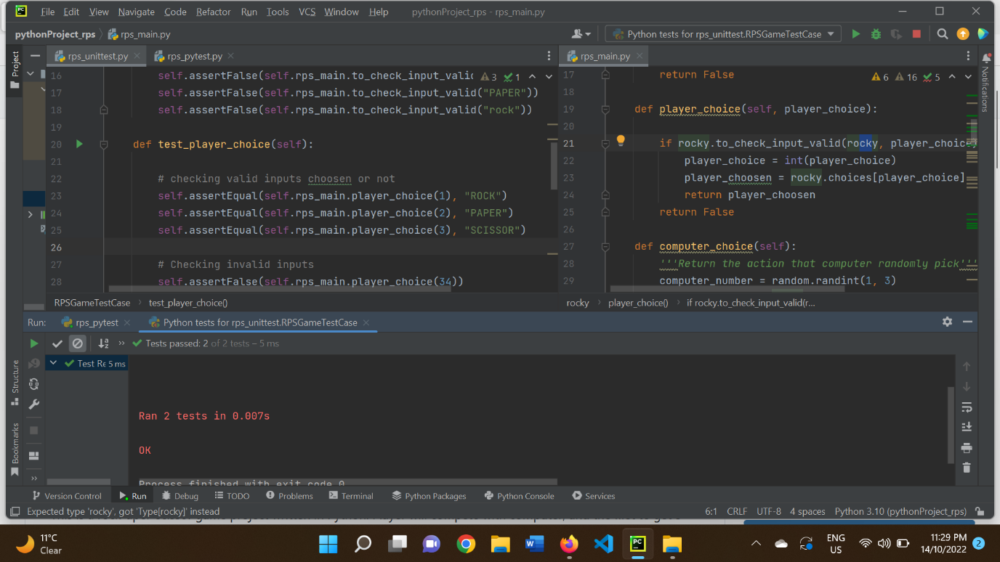 PC File Edit View Navigate Code Refactor Run Tools VCS Window Help pythonProject_rps - rps_main.py
pythonProject_rps rps_main.py Python tests for rps_unittest.RPSGameTestCase
Project
rps_unittest.py rps_pytest.py
16 self.assertFalse(self.rps_main.to_check_input_valid 3 1
17 self.assertFalse(self.rps_main.to_check_input_valid("PAPER"))
18 self.assertFalse(self.rps_main.to_check_input_valid("rock"))
19
20 def test_player_choice(self):
21
22 # checking valid inputs choosen or not
23 self.assertEqual(self.rps_main.player_choice(1), "ROCK")
24 self.assertEqual(self.rps_main.player_choice(2), "PAPER")
25 self.assertEqual(self.rps_main.player_choice(3), "SCISSOR")
26
27 # Checking invalid inputs
28 self.assertFalse(self.rps_main.player_choice(34))
RPSGameTestCase test_player_choice()
rps_main.py
17 return False 6 16 5
18
19 def player_choice(self, player_choice):
20
21 if rocky.to_check_input_valid(rocky, player_choice)
22 player_choice = int(player_choice)
23 player_choosen = rocky.choices[player_choice]
24 return player_choosen
25 return False
26
27 def computer_choice(self):
28 '''Return the action that computer randomly pick'''
29 computer_number = random.randint(1, 3)
rocky player_choice() if rocky.to_check_input_valid(r...
Notifications
Run: rps_pytest Python tests for rps_unittest.RPSGameTestCase
Tests passed: 2 of 2 tests – 5 ms
Test Re 5 ms
Ran 2 tests in 0.007s
OK
Process finished with exit code 0
Structure
Bookmarks
Version Control Run Debug TODO Problems Terminal Python Packages Python Console Services
Expected type 'rocky', got 'Type[rocky]' instead 6:1 CRLF UTF-8 4 spaces Python 3.10 (pythonProject_rps)
11°C
Clear
W
PC
ENG
US
11:29 PM
14/10/2022
2